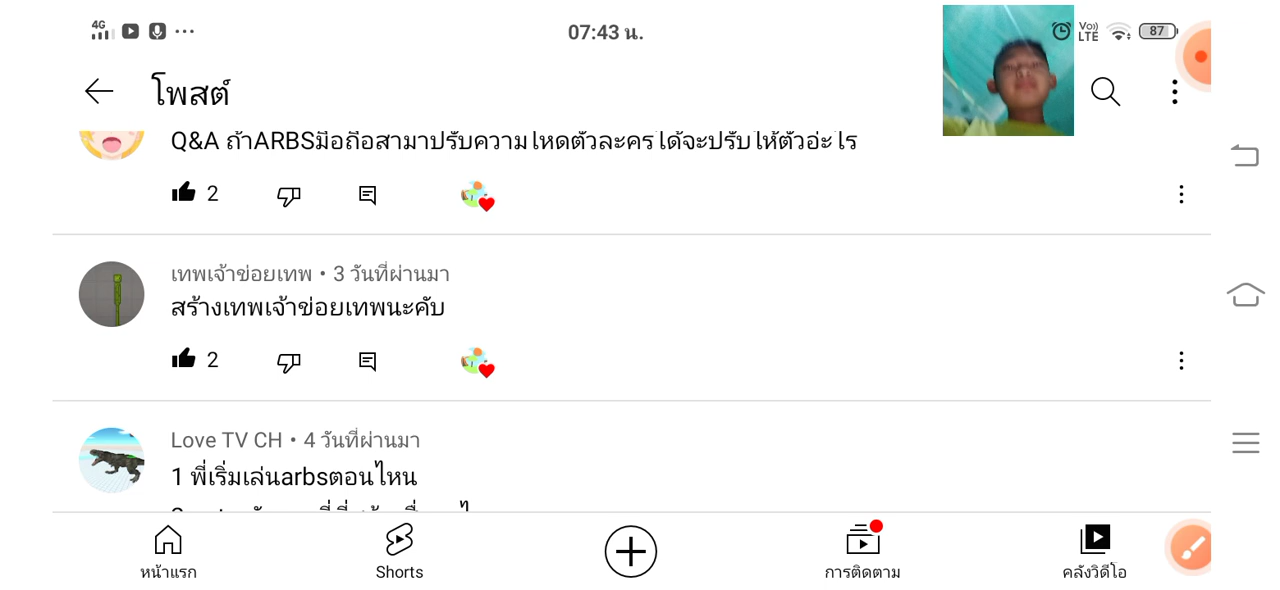 4G
07:43 น.
Vo))
LTE
87
โพสต์
Q&A ถ้าARBSมือถือสามาปรับความโหดตัวละครได้จะปรับให้ตัวอ่ะไร
2
เทพเจ้าข่อยเทพ • 3 วันที่ผ่านมา
สร้างเทพเจ้าข่อยเทพนะคับ
2
Love TV CH • 4 วันที่ผ่านมา
1 พี่เริ่มเล่นarbsตอนไหน
หน้าแรก
Shorts
การติดตาม
คลังวิดีโอ